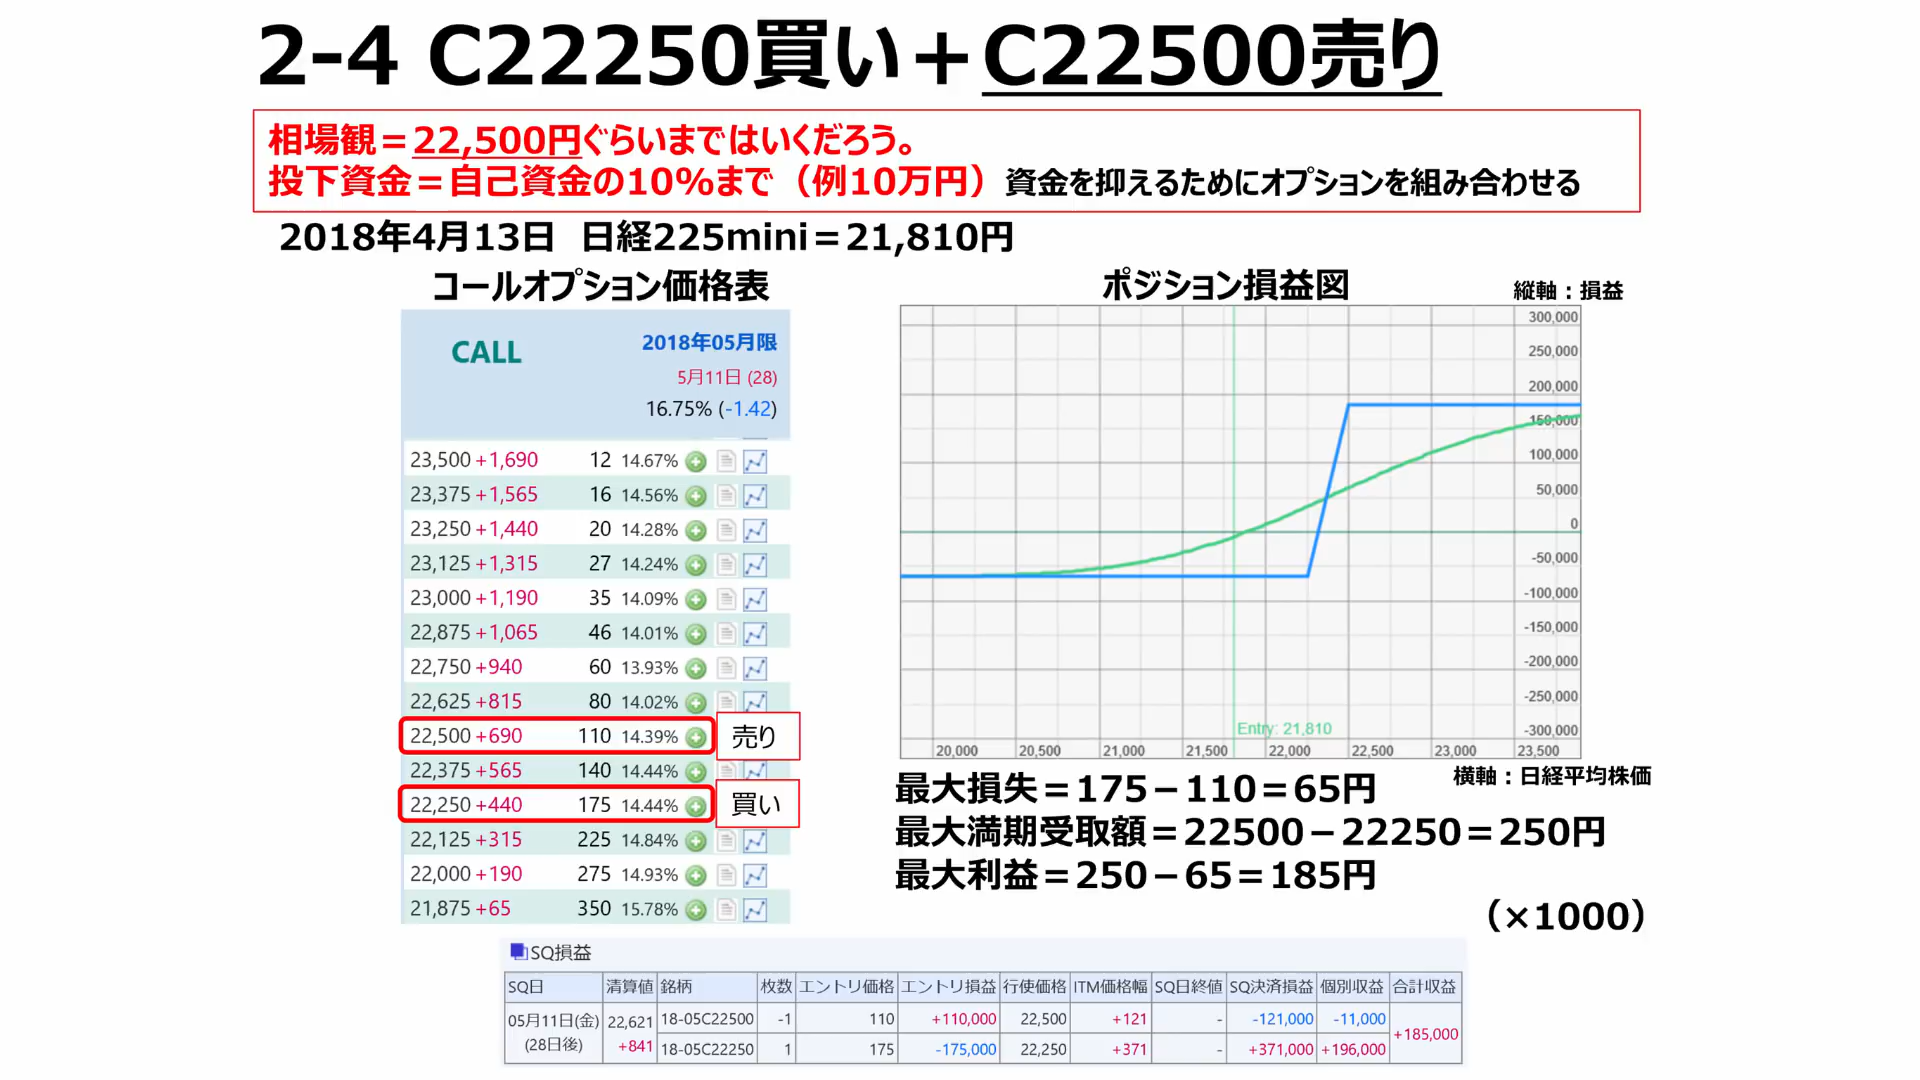 2-4 C22250買い＋C22500売り
相場観＝22,500円ぐらいまではいくだろう。
投下資金＝自己資金の10%まで（例10万円）資金を抑えるためにオプションを組み合わせる
2018年4月13日 日経225mini＝21,810円
コールオプション価格表
CALL
2018年05月限
5月11日 (28)
16.75% (-1.42)
23,500 +1,690 12 14.67%
23,375 +1,565 16 14.56%
23,250 +1,440 20 14.28%
23,125 +1,315 27 14.24%
23,000 +1,190 35 14.09%
22,875 +1,065 46 14.01%
22,750 +940 60 13.93%
22,625 +815 80 14.02%
22,500 +690 110 14.39% 売り
22,375 +565 140 14.44%
22,250 +440 175 14.44% 買い
22,125 +315 225 14.84%
22,000 +190 275 14.93%
21,875 +65 350 15.78%
ポジション損益図
縦軸：損益
300,000
250,000
200,000
150,000
100,000
50,000
0
-50,000
-100,000
-150,000
-200,000
-250,000
-300,000
Entry: 21,810
20,000 20,500 21,000 21,500 22,000 22,500 23,000 23,500
横軸：日経平均株価
最大損失＝175－110＝65円
最大満期受取額＝22500－22250＝250円
最大利益＝250－65＝185円
（×1000）
SQ損益
SQ日 清算値 銘柄 枚数 エントリ価格 エントリ損益 行使価格 ITM価格幅 SQ日終値 SQ決済損益 個別収益 合計収益
05月11日(金) 22,621 18-05C22500 -1 110 +110,000 22,500 +121 - -121,000 -11,000 +185,000
(28日後) +841 18-05C22250 1 175 -175,000 22,250 +371 - +371,000 +196,000